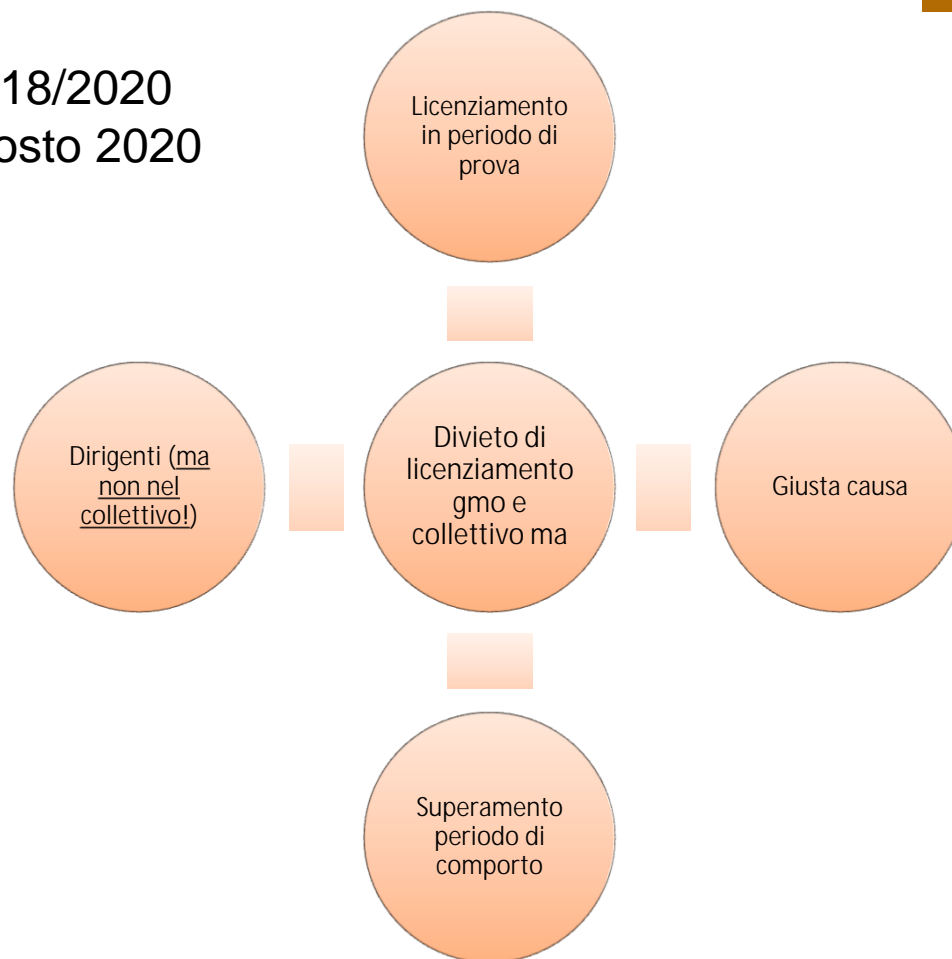 18/2020
osto 2020
Licenziamento
in periodo di
prova
Dirigenti (ma
non nel
collettivo!)
Divieto di
licenziamento
gmo e
collettivo ma
Giusta causa
Superamento
periodo di
comporto